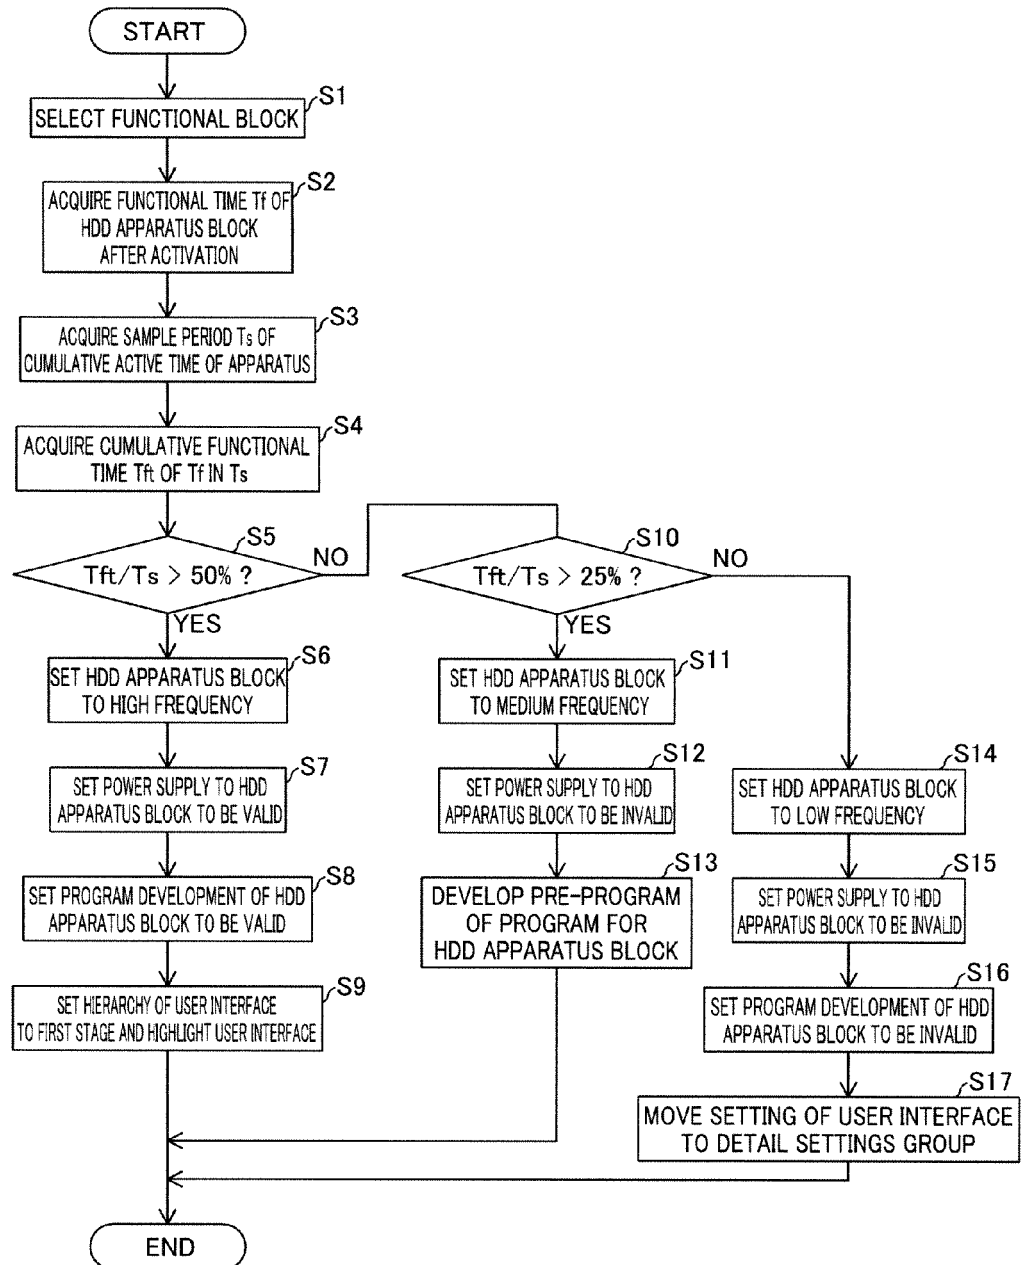 START
S1
SELECT FUNCTIONAL BLOCK
S2
ACQUIRE FUNCTIONAL TIME Tf OF
HDD APPARATUS BLOCK
AFTER ACTIVATION
S3
ACQUIRE SAMPLE PERIOD Ts OF
CUMULATIVE ACTIVE TIME OF APPARATUS
S4
ACQUIRE CUMULATIVE FUNCTIONAL
TIME Tft OF Tf IN Ts
S5
Tft/Ts > 50% ?
NO
YES
S6
SET HDD APPARATUS BLOCK
TO HIGH FREQUENCY
S7
SET POWER SUPPLY TO HDD
APPARATUS BLOCK TO BE VALID
S8
SET PROGRAM DEVELOPMENT OF HDD
APPARATUS BLOCK TO BE VALID
S9
SET HIERARCHY OF USER INTERFACE
TO FIRST STAGE AND HIGHLIGHT USER INTERFACE
S10
Tft/Ts > 25% ?
NO
YES
S11
SET HDD APPARATUS BLOCK
TO MEDIUM FREQUENCY
S12
SET POWER SUPPLY TO HDD
APPARATUS BLOCK TO BE INVALID
S13
DEVELOP PRE-PROGRAM
OF PROGRAM FOR
HDD APPARATUS BLOCK
S14
SET HDD APPARATUS BLOCK
TO LOW FREQUENCY
S15
SET POWER SUPPLY TO HDD
APPARATUS BLOCK TO BE INVALID
S16
SET PROGRAM DEVELOPMENT OF HDD
APPARATUS BLOCK TO BE INVALID
S17
MOVE SETTING OF USER INTERFACE
TO DETAIL SETTINGS GROUP
END